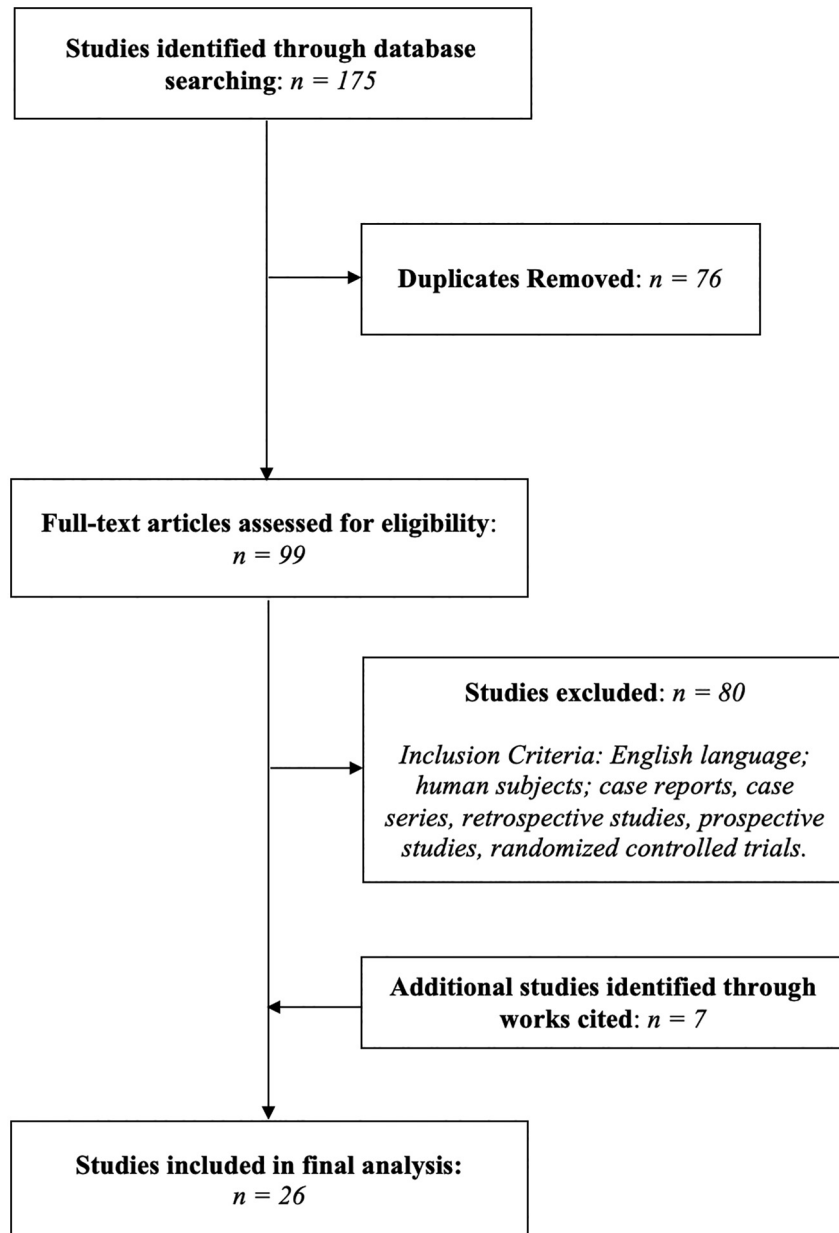 Studies identified through database
searching: n = 175
Duplicates Removed: n = 76
Full-text articles assessed for eligibility:
n = 99
Studies excluded: n = 80
Inclusion Criteria: English language;
human subjects; case reports, case
series, retrospective studies, prospective
studies, randomized controlled trials.
Additional studies identified through
works cited: n = 7
Studies included in final analysis:
n = 26